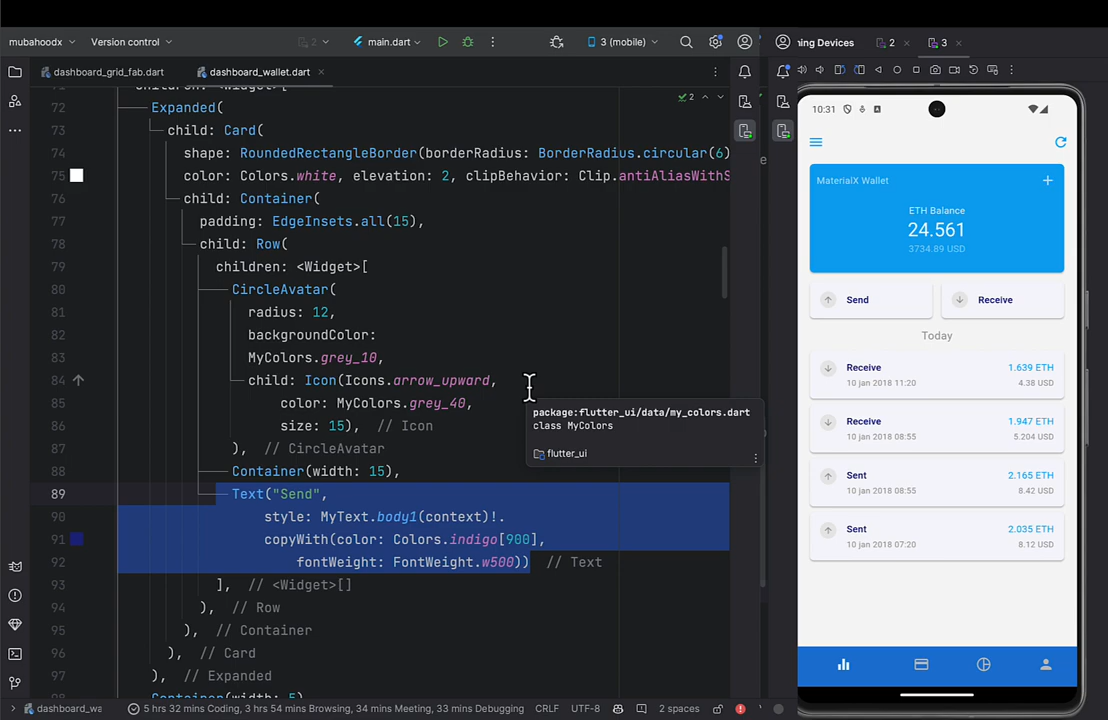 mubahoodx
Version control
2
main.dart
3 (mobile)
ning Devices
2
3
dashboard_grid_fab.dart
dashboard_wallet.dart
2
72 Expanded(
73 child: Card(
74 shape: RoundedRectangleBorder(borderRadius: BorderRadius.circular(6)
75 color: Colors.white, elevation: 2, clipBehavior: Clip.antiAliasWithS
76 child: Container(
77 padding: EdgeInsets.all(15),
78 child: Row(
79 children: <Widget>[
80 CircleAvatar(
81 radius: 12,
82 backgroundColor:
83 MyColors.grey_10,
84 child: Icon(Icons.arrow_upward,
85 color: MyColors.grey_40,
86 size: 15), // Icon
87 ), // CircleAvatar
88 Container(width: 15),
89 Text("Send",
90 style: MyText.body1(context)!.
91 copyWith(color: Colors.indigo[900],
92 fontWeight: FontWeight.w500)) // Text
93 ], // <Widget>[]
94 ), // Row
95 ), // Container
96 ), // Card
97 ), // Expanded
package:flutter_ui/data/my_colors.dart
class MyColors
flutter_ui
dashboard_wa
5 hrs 32 mins Coding, 3 hrs 54 mins Browsing, 34 mins Meeting, 33 mins Debugging
CRLF
UTF-8
2 spaces
10:31
MaterialX Wallet
ETH Balance
24.561
3734.89 USD
Send
Receive
Today
Receive 1.639 ETH
10 jan 2018 11:20 4.38 USD
Receive 1.947 ETH
10 jan 2018 08:55 5.204 USD
Sent 2.165 ETH
10 jan 2018 08:55 8.42 USD
Sent 2.035 ETH
10 jan 2018 07:20 8.12 USD